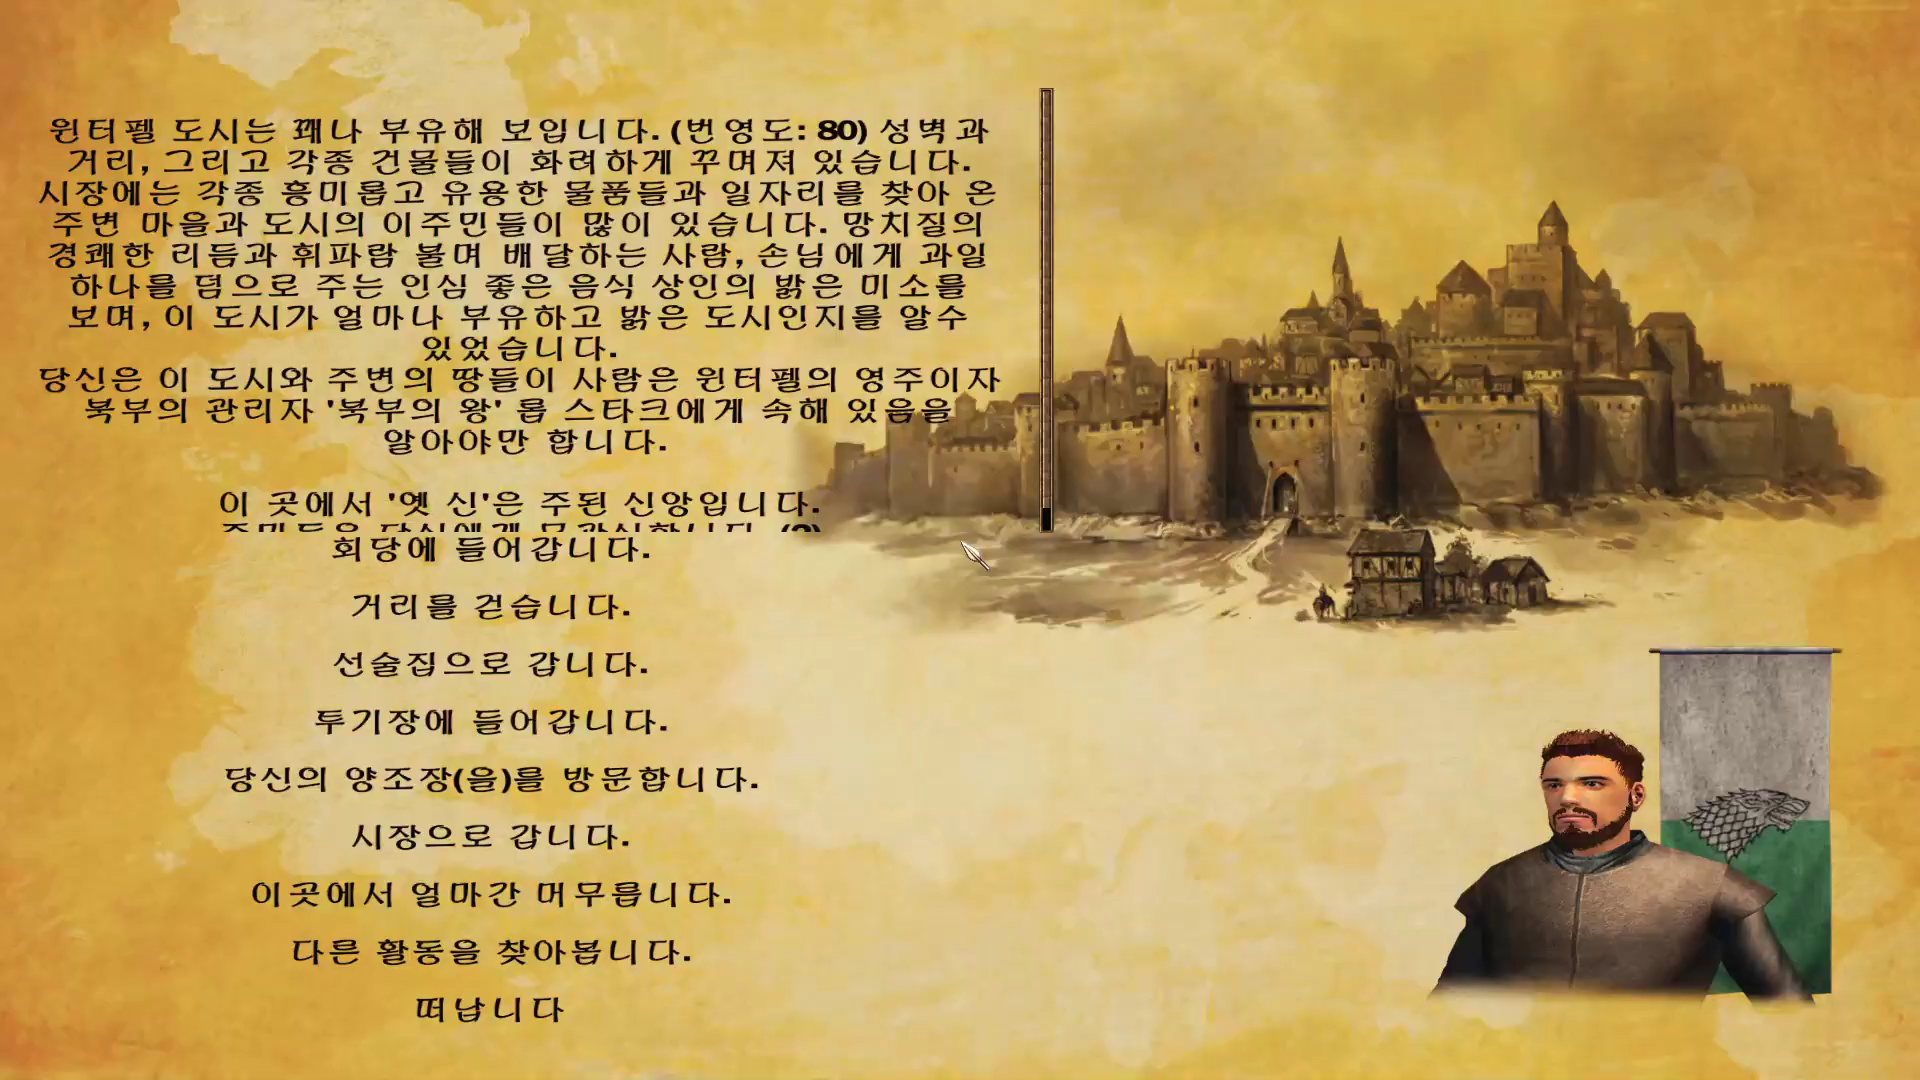 윈터펠 도시는 꽤나 부유해 보입니다. (번영도: 80) 성벽과
거리, 그리고 각종 건물들이 화려하게 꾸며져 있습니다.
시장에는 각종 흥미롭고 유용한 물품들과 일자리를 찾아 온
주변 마을과 도시의 이주민들이 많이 있습니다. 망치질의
경쾌한 리듬과 휘파람 불며 배달하는 사람, 손님에게 과일
하나를 덤으로 주는 인심 좋은 음식 상인의 밝은 미소를
보며, 이 도시가 얼마나 부유하고 밝은 도시인지를 알수
있었습니다.
당신은 이 도시와 주변의 땅들이 사람은 윈터펠의 영주이자
북부의 관리자 '북부의 왕' 롭 스타크에게 속해 있음을
알아야만 합니다.
이 곳에서 '옛 신'은 주된 신앙입니다.
주민들은 당신에게 무관심합니다.
회당에 들어갑니다.
거리를 걷습니다.
선술집으로 갑니다.
투기장에 들어갑니다.
당신의 양조장(을)를 방문합니다.
시장으로 갑니다.
이곳에서 얼마간 머무릅니다.
다른 활동을 찾아봅니다.
떠납니다